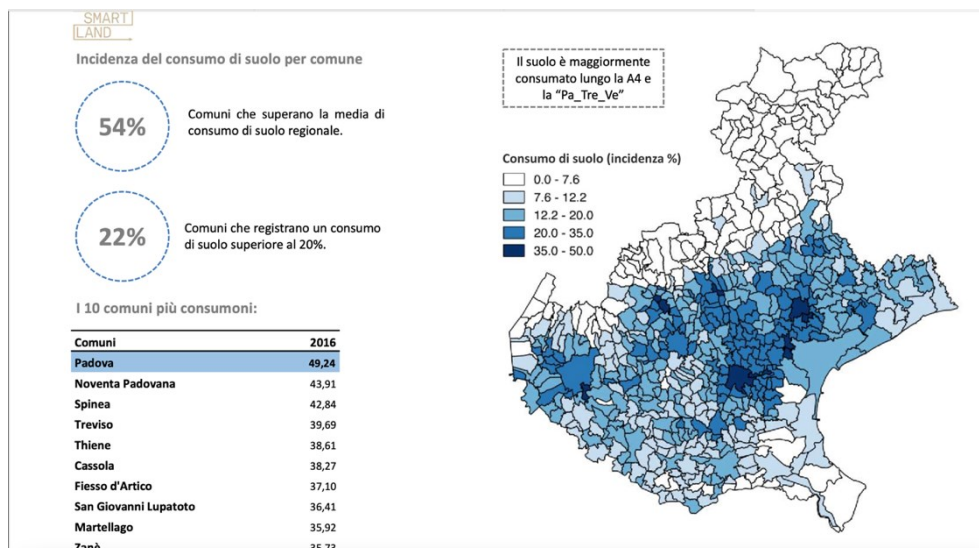 SMART
LAND
Incidenza del consumo di suolo per comune
54%
Comuni che superano la media di
consumo di suolo regionale.
22%
Comuni che registrano un consumo
di suolo superiore al 20%.
I 10 comuni più consumoni:
Comuni 2016
Padova 49,24
Noventa Padovana 43,91
Spinea 42,84
Treviso 39,69
Thiene 38,61
Cassola 38,27
Fiesso d'Artico 37,10
San Giovanni Lupatoto 36,41
Martellago 35,92
Zanè 35,73
Il suolo è maggiormente
consumato lungo la A4 e
la “Pa_Tre_Ve”
Consumo di suolo (incidenza %)
0.0 - 7.6
7.6 - 12.2
12.2 - 20.0
20.0 - 35.0
35.0 - 50.0